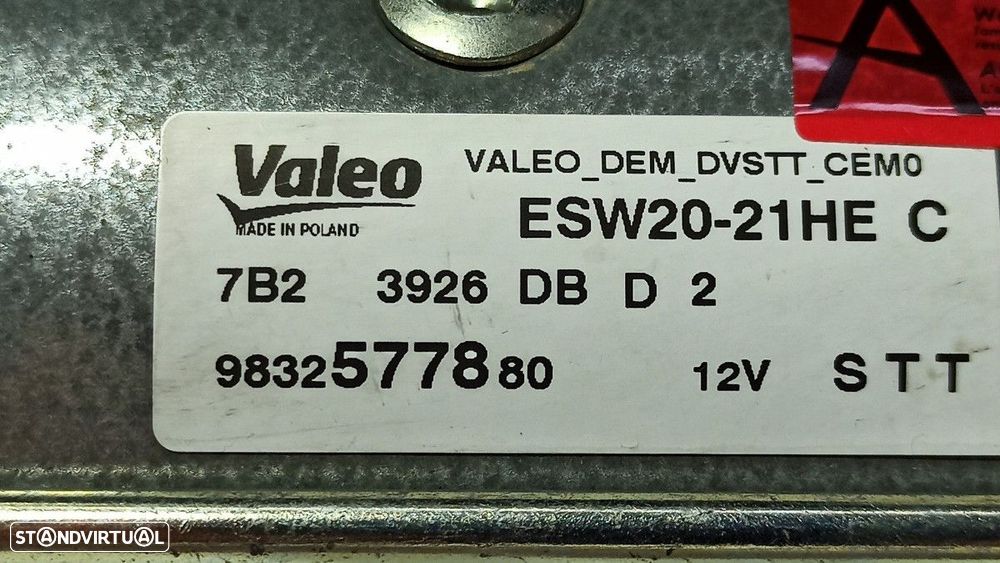 Valeo
MADE IN POLAND
VALEO_DEM_DVSTT_CEM0
ESW20-21HE C
7B2 3926 DB D 2
9832577880 12V STT
A
STANDVIRTUAL